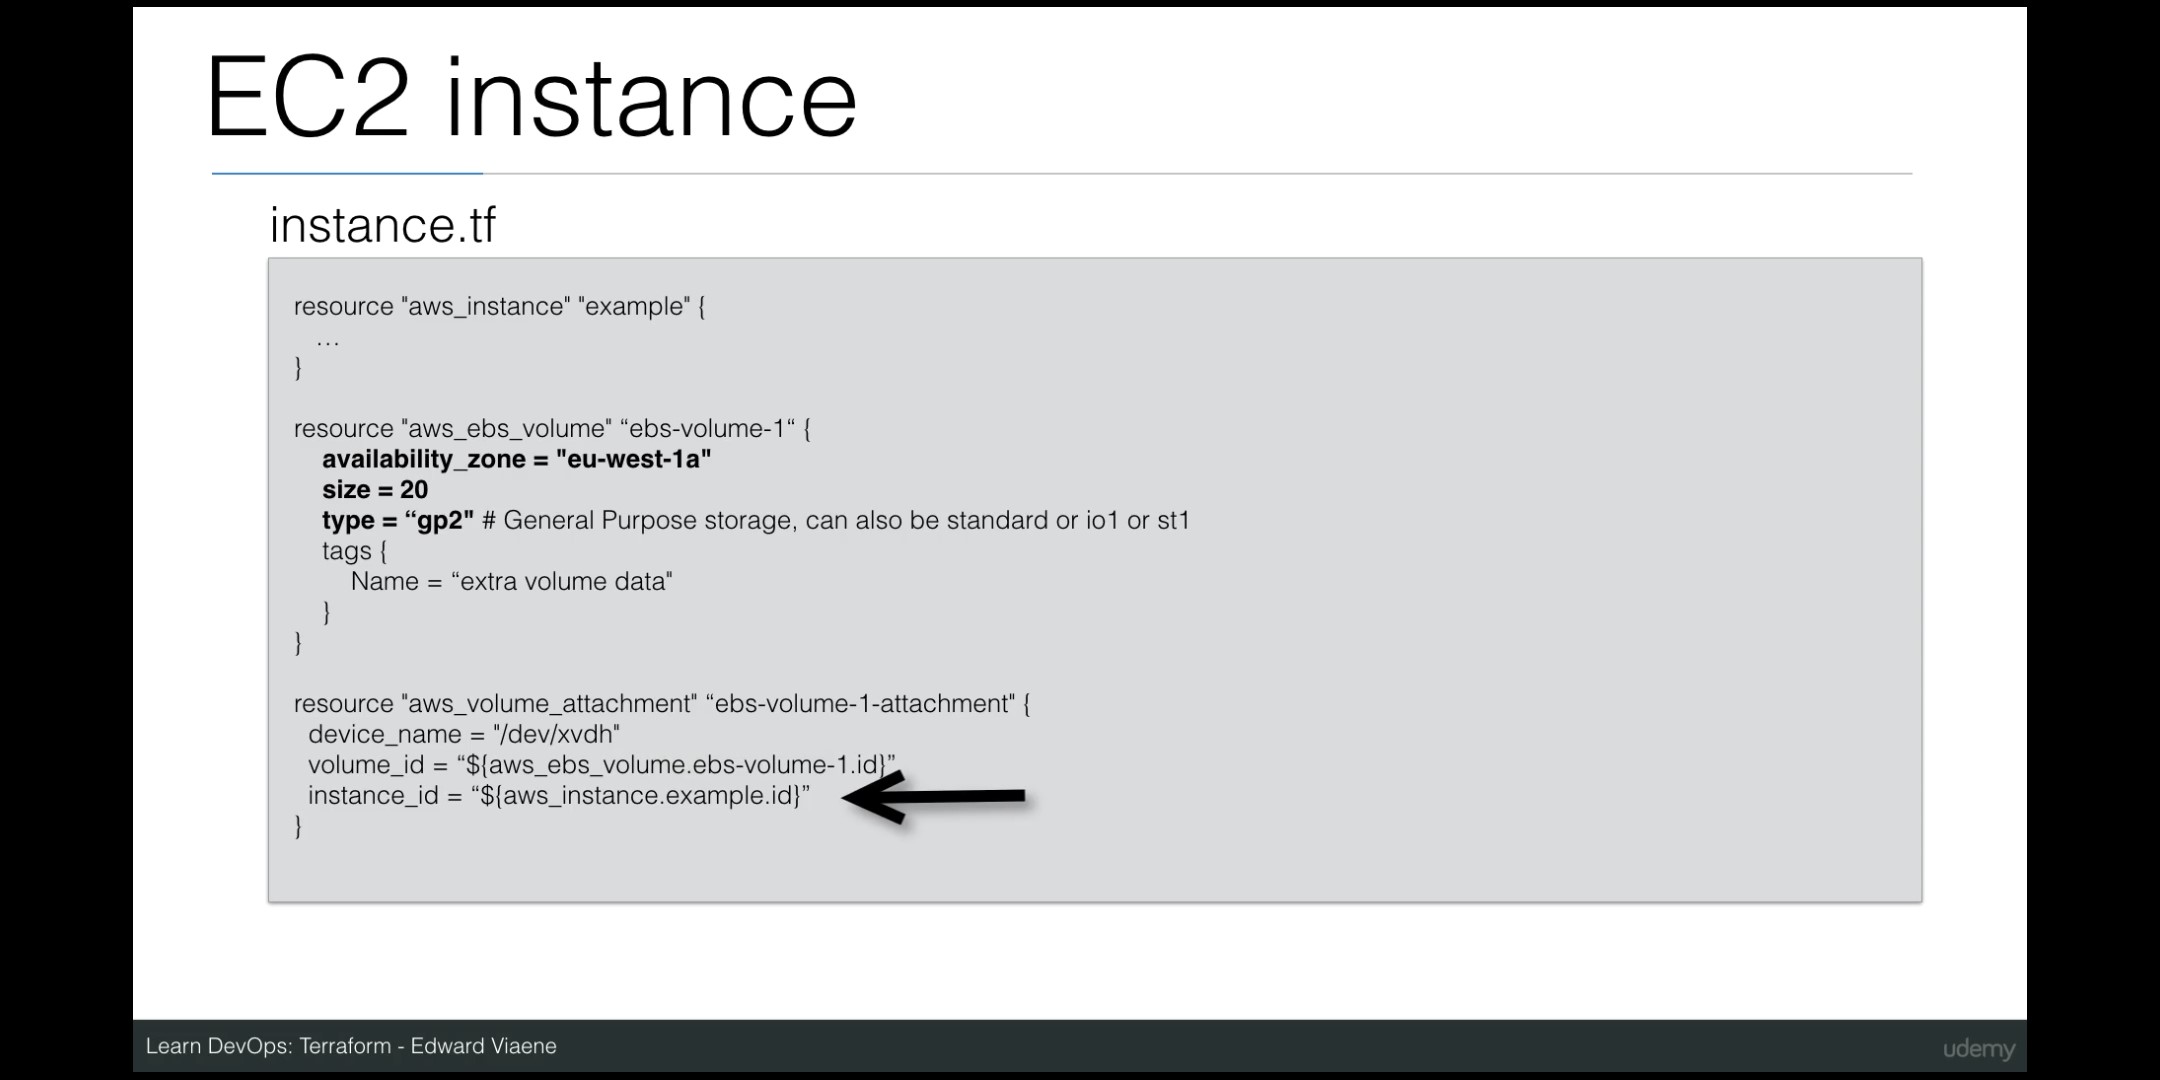 EC2 instance
instance.tf
resource "aws_instance" "example" {
...
}
resource "aws_ebs_volume" “ebs-volume-1“ {
availability_zone = "eu-west-1a"
size = 20
type = “gp2" # General Purpose storage, can also be standard or io1 or st1
tags {
Name = “extra volume data"
}
}
resource "aws_volume_attachment" “ebs-volume-1-attachment" {
device_name = "/dev/xvdh"
volume_id = “${aws_ebs_volume.ebs-volume-1.id}”
instance_id = “${aws_instance.example.id}”
}
Learn DevOps: Terraform - Edward Viaene
udemy